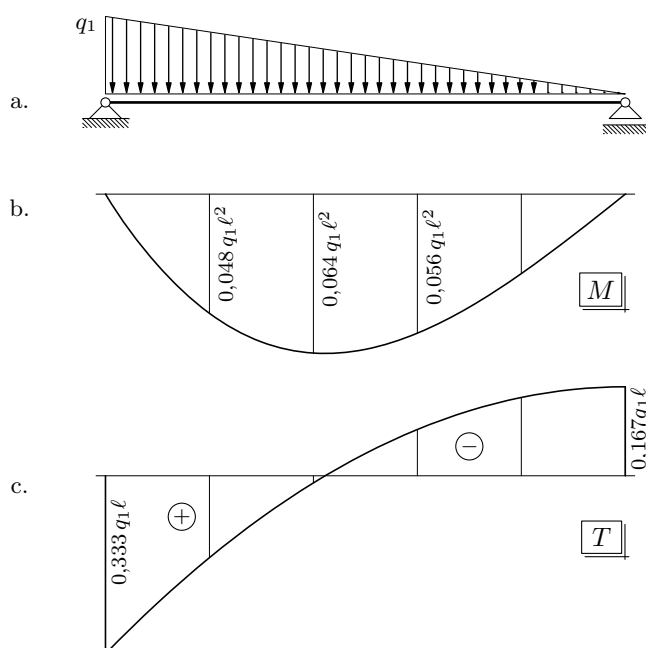 q₁
a.
b.
0,048 q₁ℓ²
0,064 q₁ℓ²
0,056 q₁ℓ²
M
0,167q₁ℓ
−
c.
+
0,333 q₁ℓ
T